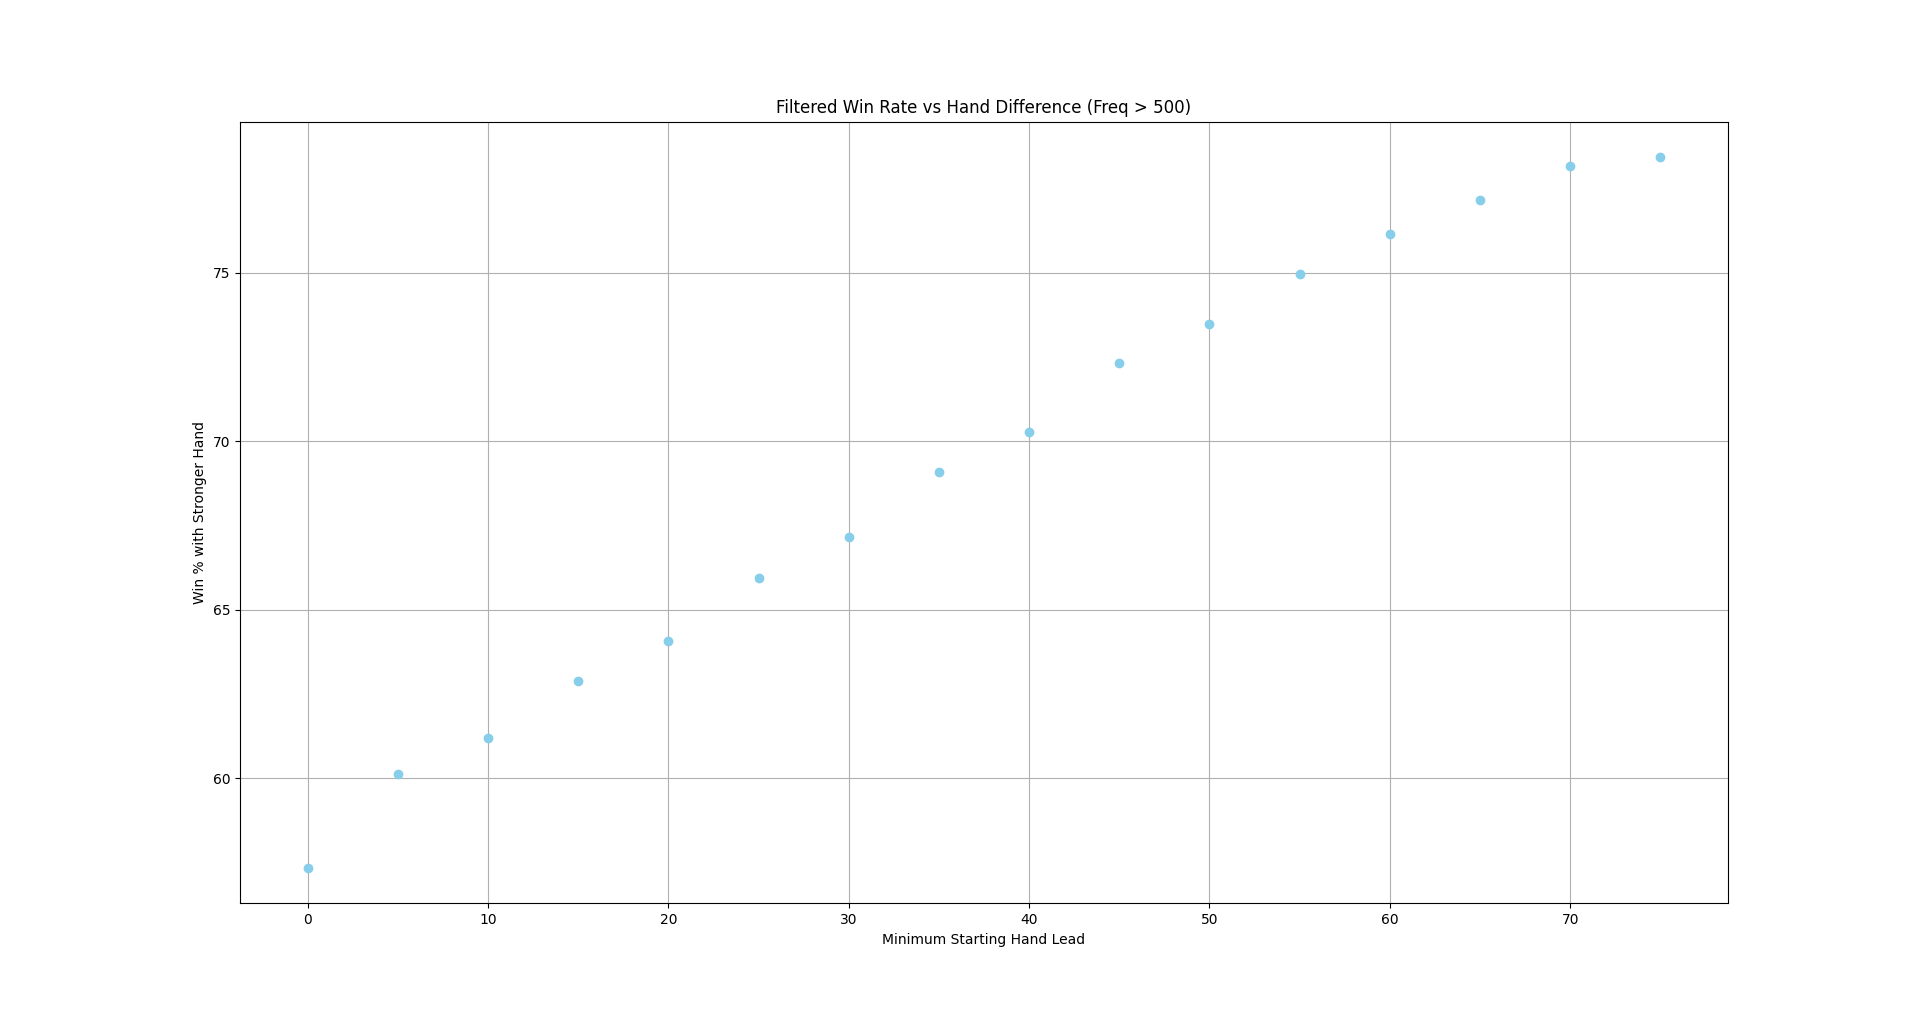 Filtered Win Rate vs Hand Difference (Freq > 500)
Win % with Stronger Hand
75
70
65
60
0 10 20 30 40 50 60 70
Minimum Starting Hand Lead